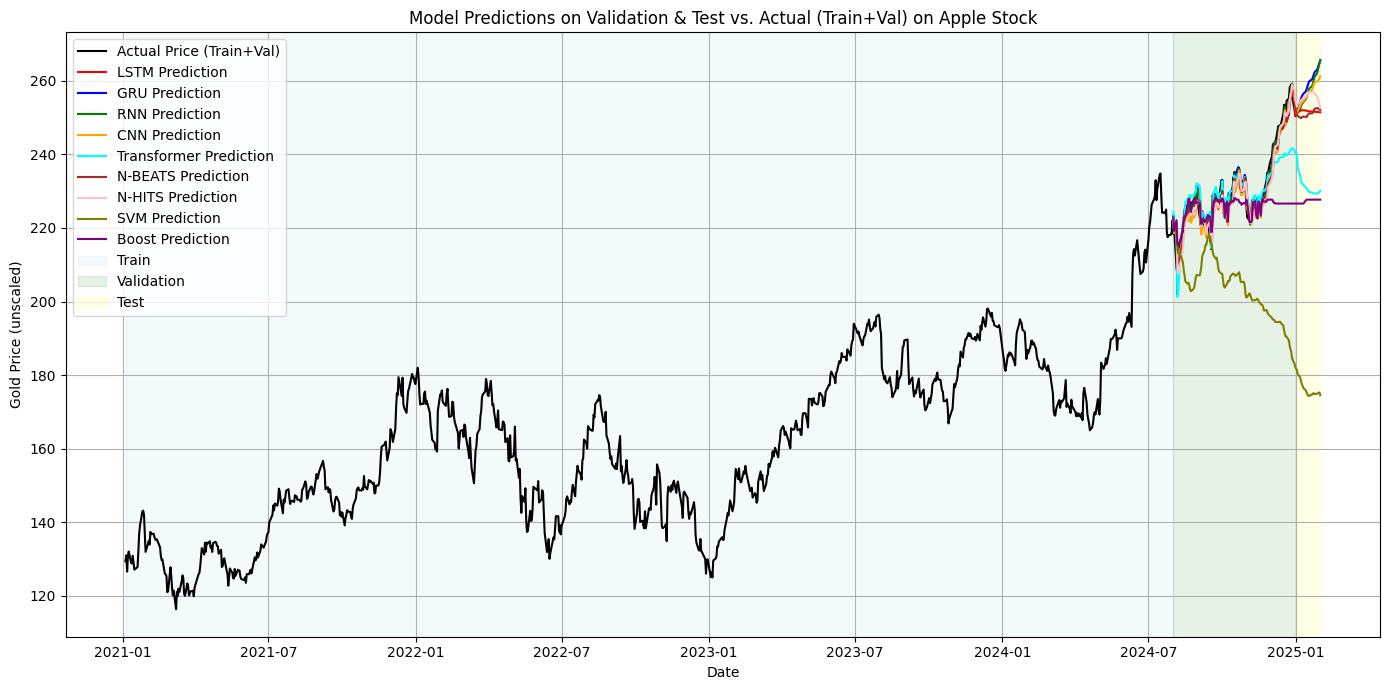 Model Predictions on Validation & Test vs. Actual (Train+Val) on Apple Stock
Actual Price (Train+Val)
LSTM Prediction
GRU Prediction
RNN Prediction
CNN Prediction
Transformer Prediction
N-BEATS Prediction
N-HITS Prediction
SVM Prediction
Boost Prediction
Train
Validation
Test
Gold Price (unscaled)
260
240
220
200
180
160
140
120
2021-01 2021-07 2022-01 2022-07 2023-01 2023-07 2024-01 2024-07 2025-01
Date